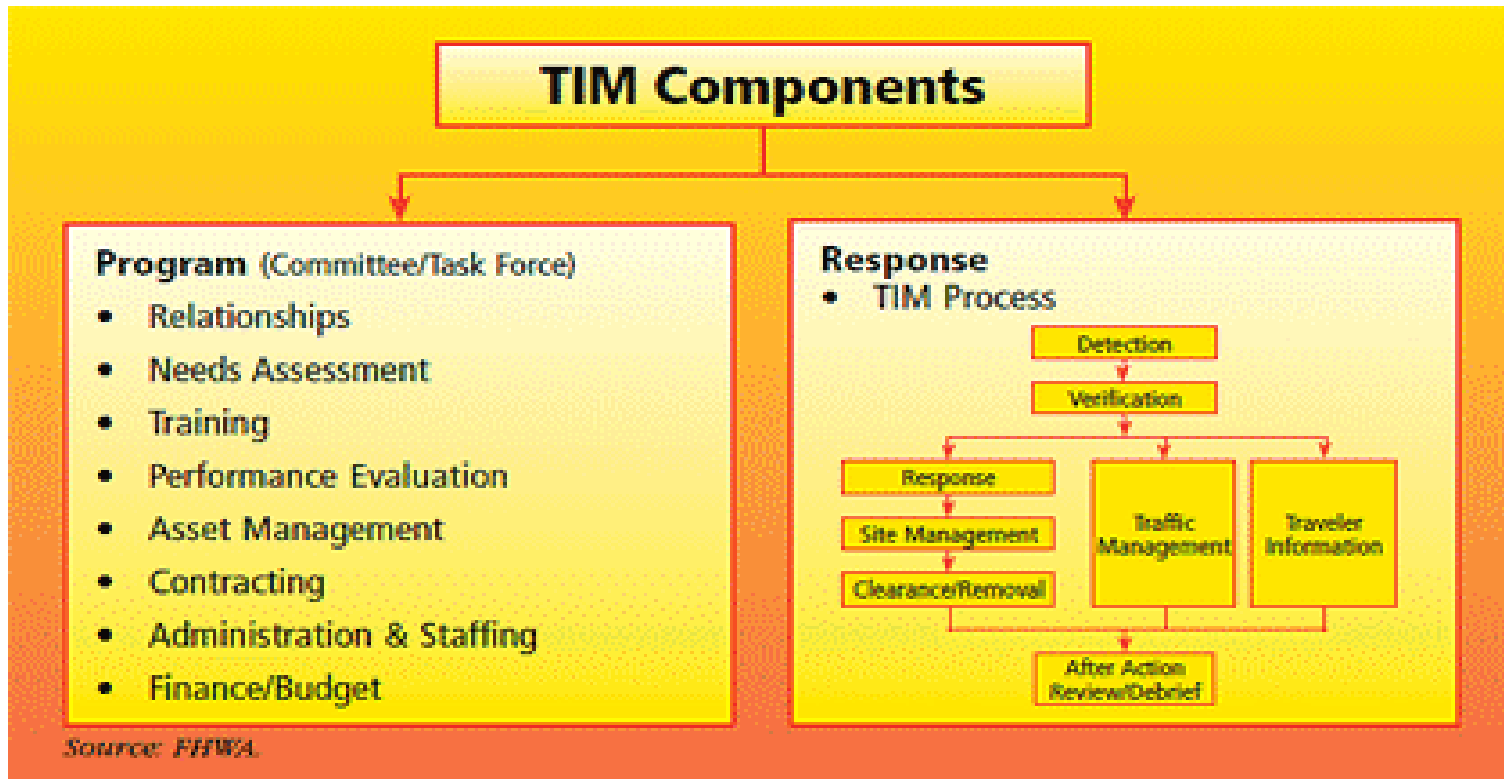 TIM Components
Program (Committee/Task Force)
• Relationships
• Needs Assessment
• Training
• Performance Evaluation
• Asset Management
• Contracting
• Administration & Staffing
• Finance/Budget
Response
• TIM Process
Detection
Verification
Response
Site Management
Clearance/Removal
Traffic
Management
Traveler
Information
After Action
Review/Debrief
Source: FHWA.